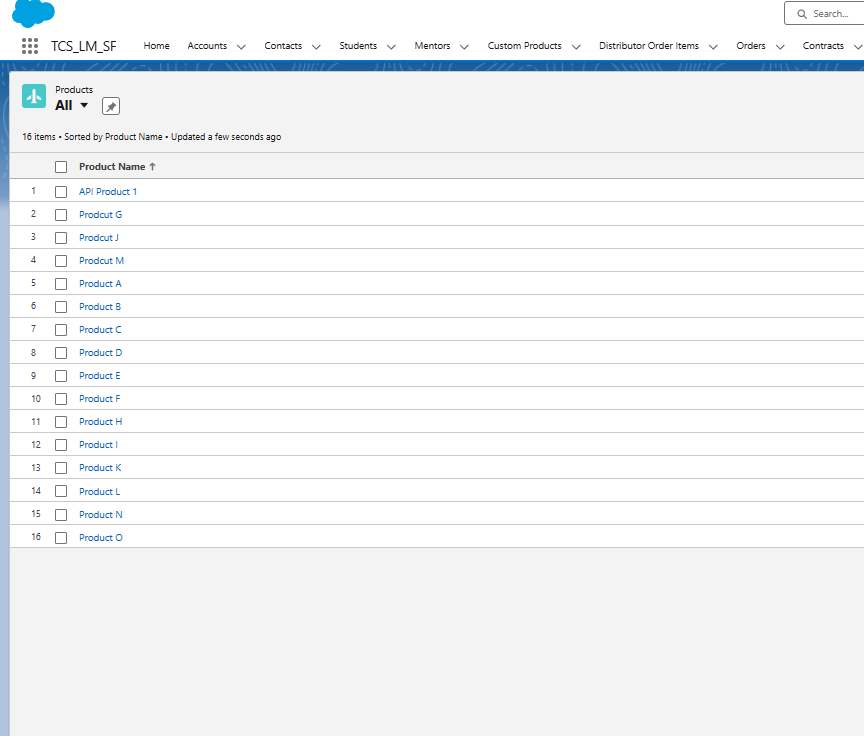 Search...
TCS_LM_SF Home Accounts Contacts Students Mentors Custom Products Distributor Order Items Orders Contracts
Products
All
16 items • Sorted by Product Name • Updated a few seconds ago
Product Name ↑
1 API Product 1
2 Prodcut G
3 Prodcut J
4 Prodcut M
5 Product A
6 Product B
7 Product C
8 Product D
9 Product E
10 Product F
11 Product H
12 Product I
13 Product K
14 Product L
15 Product N
16 Product O